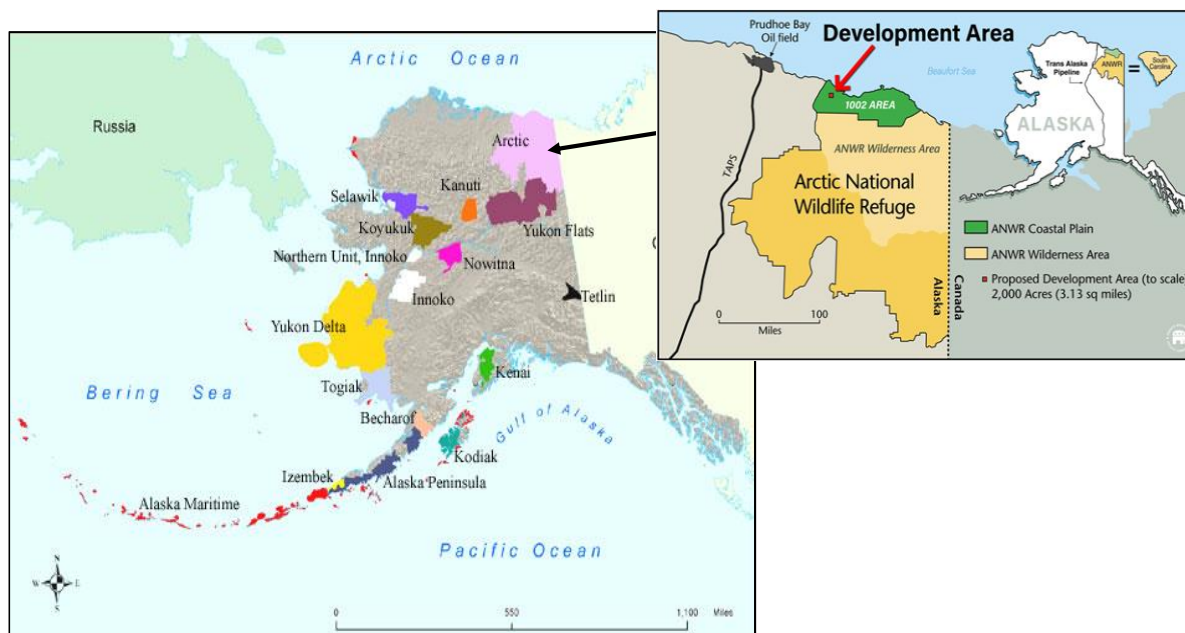 Arctic Ocean
Russia
Arctic
Selawik
Kanuti
Koyukuk
Yukon Flats
Northern Unit, Innoko
Nowitna
Innoko
Tetlin
Yukon Delta
Kenai
Togiak
Bering Sea
Becharof
Gulf of Alaska
Kodiak
Izembek
Alaska Peninsula
Alaska Maritime
Pacific Ocean
N
W
E
S
0
550
1,100
Miles
Prudhoe Bay
Oil field
Development Area
Beaufort Sea
1002 AREA
ANWR Wilderness Area
TAPS
Arctic National
Wildlife Refuge
Alaska
Canada
0
100
Miles
Trans Alaska
Pipeline
ANWR
=
South
Carolina
ALASKA
ANWR Coastal Plain
ANWR Wilderness Area
Proposed Development Area (to scale)
2,000 Acres (3.13 sq miles)